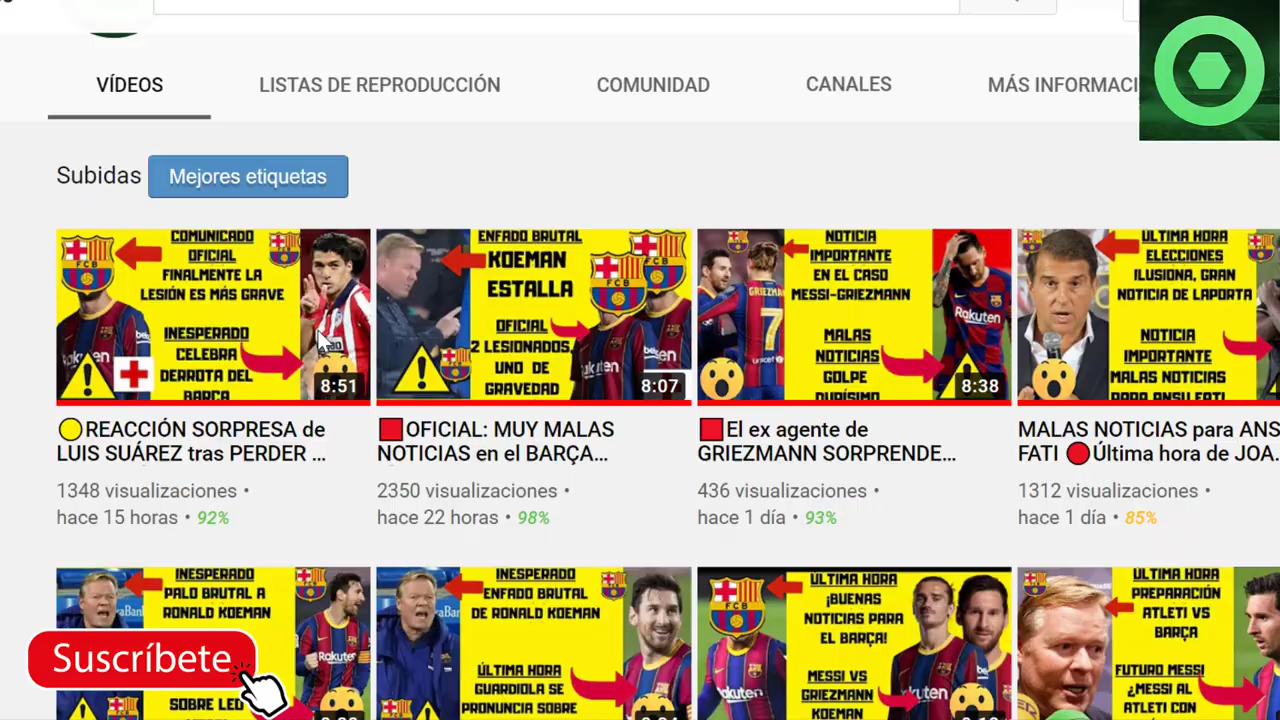 VÍDEOS
LISTAS DE REPRODUCCIÓN
COMUNIDAD
CANALES
MÁS INFORMACI
Subidas
Mejores etiquetas
COMUNICADO
OFICIAL
FINALMENTE LA
LESIÓN ES MÁS GRAVE
INESPERADO
CELEBRA
DERROTA DEL
BARÇA
8:51
ENFADO BRUTAL
KOEMAN
ESTALLA
OFICIAL
2 LESIONADOS,
UNO DE
GRAVEDAD
8:07
NOTICIA
IMPORTANTE
EN EL CASO
MESSI-GRIEZMANN
MALAS
NOTICIAS
GOLPE
DURÍSIMO
8:38
ULTIMA HORA
ELECCIONES
ILUSIONA, GRAN
NOTICIA DE LAPORTA
NOTICIA
IMPORTANTE
MALAS NOTICIAS
PARA ANSU FATI
REACCIÓN SORPRESA de
LUIS SUÁREZ tras PERDER ...
1348 visualizaciones •
hace 15 horas • 92%
OFICIAL: MUY MALAS
NOTICIAS en el BARÇA...
2350 visualizaciones •
hace 22 horas • 98%
El ex agente de
GRIEZMANN SORPRENDE...
436 visualizaciones •
hace 1 día • 93%
MALAS NOTICIAS para ANS
FATI Última hora de JOA
1312 visualizaciones •
hace 1 día • 85%
INESPERADO
PALO BRUTAL A
RONALD KOEMAN
SOBRE LEO
INESPERADO
ENFADO BRUTAL
DE RONALD KOEMAN
ÚLTIMA HORA
GUARDIOLA SE
PRONUNCIA SOBRE
ULTIMA HORA
¡BUENAS
NOTICIAS PARA
EL BARÇA!
MESSI VS
GRIEZMANN
KOEMAN
ÚLTIMA HORA
PREPARACIÓN
ATLETI VS
BARÇA
FUTURO MESSI
¿MESSI AL
ATLETI CON
Suscríbete